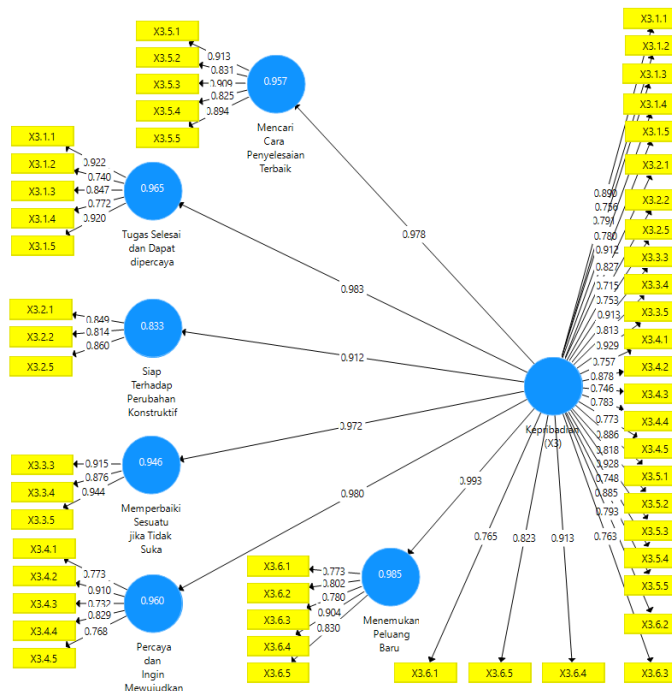 X3.5.1
X3.5.2
X3.5.3
X3.5.4
X3.5.5
0.913
0.831
0.909
0.825
0.894
0.957
Mencari
Cara
Penyelesaian
Terbaik
X3.1.1
X3.1.2
X3.1.3
X3.1.4
X3.1.5
0.922
0.740
0.847
0.772
0.920
0.965
Tugas Selesai
dan Dapat
dipercaya
X3.2.1
X3.2.2
X3.2.5
0.849
0.814
0.860
0.833
Siap
Terhadap
Perubahan
Konstruktif
X3.3.3
X3.3.4
X3.3.5
0.915
0.876
0.944
0.946
Memperbaiki
Sesuatu
jika Tidak
Suka
X3.4.1
X3.4.2
X3.4.3
X3.4.4
X3.4.5
0.773
0.910
0.732
0.829
0.768
0.960
Percaya
dan
Ingin
Mewujudkan
X3.6.1
X3.6.2
X3.6.3
X3.6.4
X3.6.5
0.773
0.802
0.780
0.904
0.830
0.985
Menemukan
Peluang
Baru
0.978
0.983
0.912
0.972
0.980
0.993
Kepribadian
(X3)
0.765
0.823
0.913
X3.6.1
X3.6.5
X3.6.4
0.890
0.756
0.791
0.780
0.912
0.827
0.715
0.753
0.913
0.813
0.929
0.757
0.878
0.746
0.783
0.773
0.886
0.818
0.928
0.748
0.885
0.793
0.763
X3.1.1
X3.1.2
X3.1.3
X3.1.4
X3.1.5
X3.2.1
X3.2.2
X3.2.5
X3.3.3
X3.3.4
X3.3.5
X3.4.1
X3.4.2
X3.4.3
X3.4.4
X3.4.5
X3.5.1
X3.5.2
X3.5.3
X3.5.4
X3.5.5
X3.6.2
X3.6.3